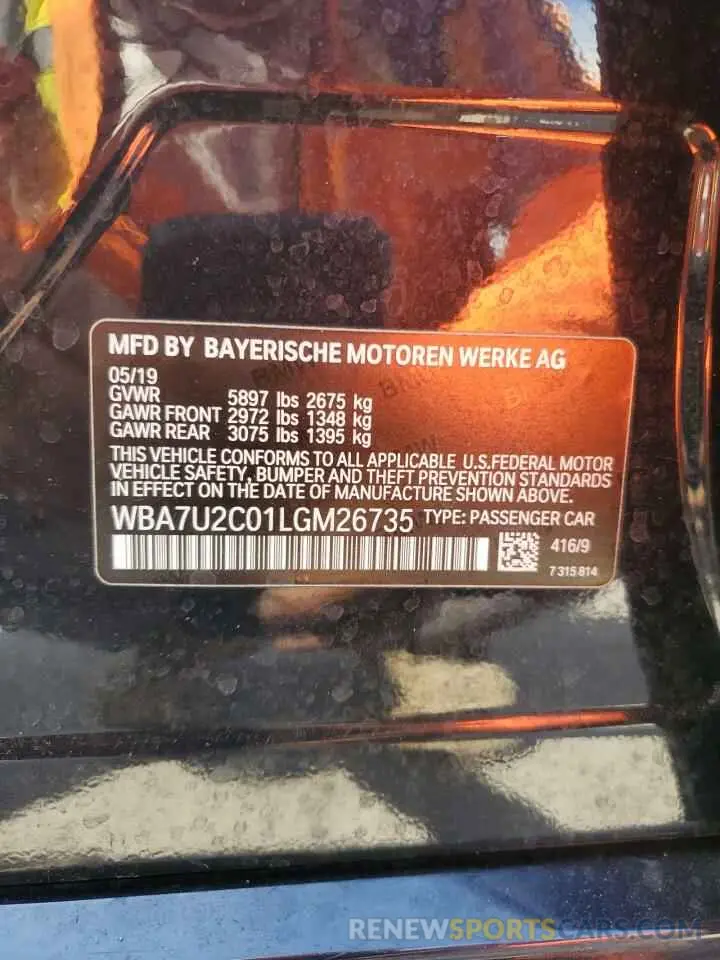 MFD BY BAYERISCHE MOTOREN WERKE AG
05/19
GVWR 5897 lbs 2675 kg
GAWR FRONT 2972 lbs 1348 kg
GAWR REAR 3075 lbs 1395 kg
THIS VEHICLE CONFORMS TO ALL APPLICABLE U.S.FEDERAL MOTOR
VEHICLE SAFETY, BUMPER AND THEFT PREVENTION STANDARDS
IN EFFECT ON THE DATE OF MANUFACTURE SHOWN ABOVE.
WBA7U2C01LGM26735 TYPE: PASSENGER CAR
416/9
7 315 814
RENEWSPORTSCARS.COM